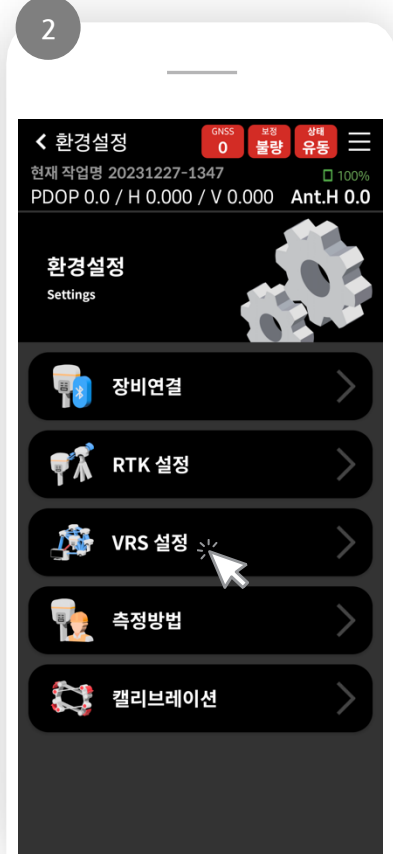 2
환경설정
GNSS
0
보정
불량
상태
유동
현재 작업명 20231227-1347
100%
PDOP 0.0 / H 0.000 / V 0.000 Ant.H 0.0
환경설정
Settings
장비연결
RTK 설정
VRS 설정
측정방법
캘리브레이션